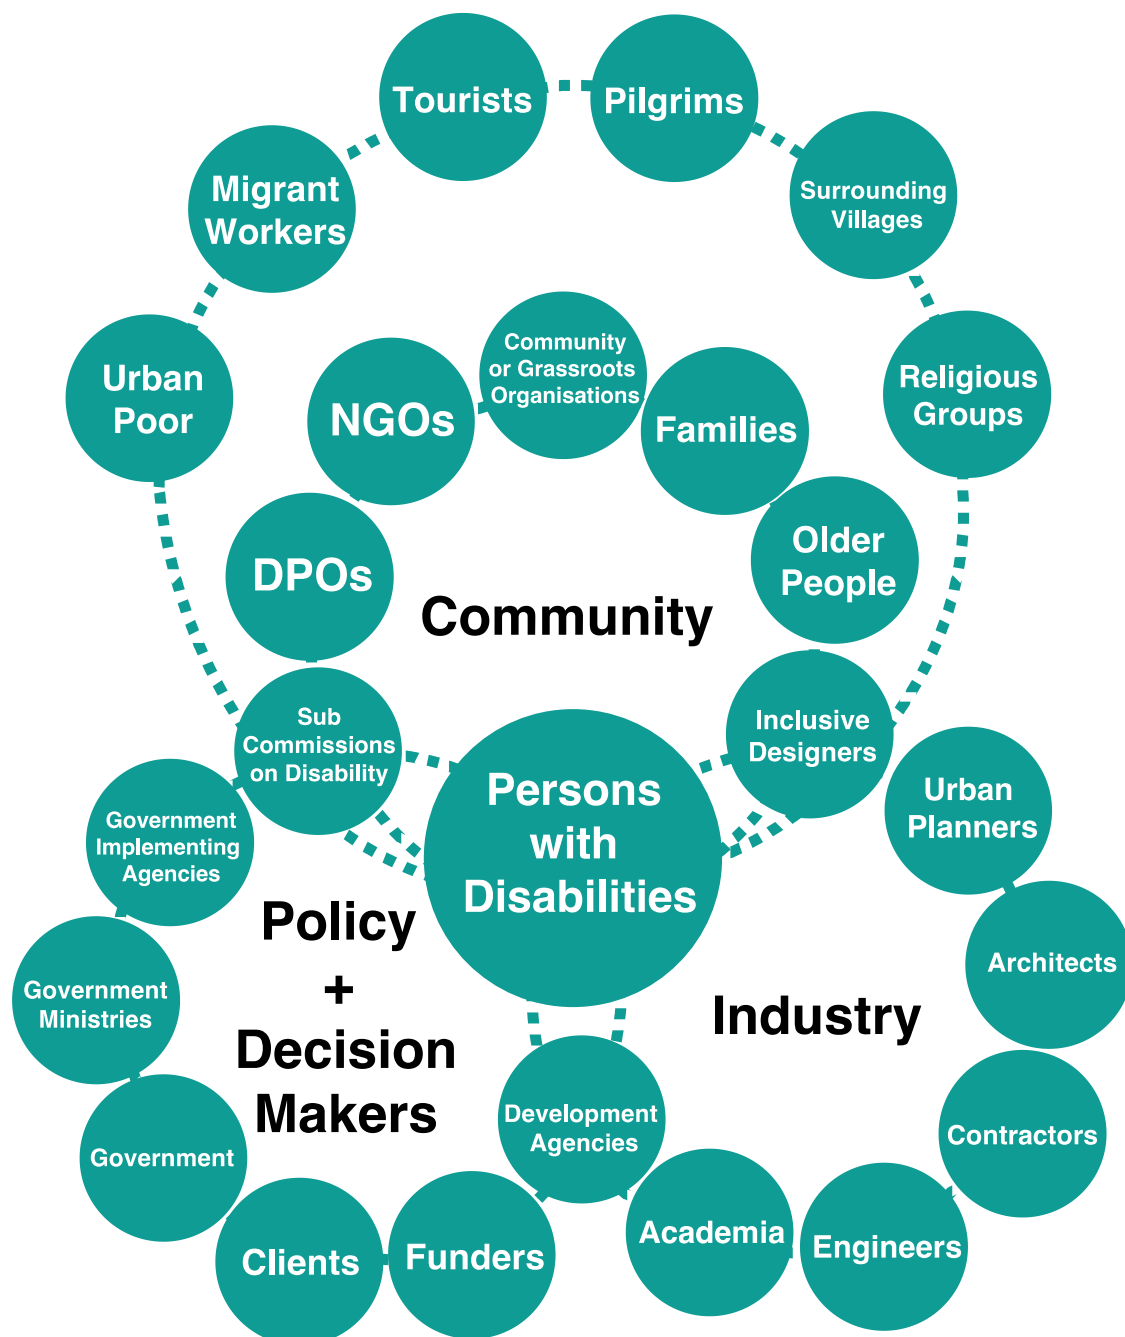 Tourists
Pilgrims
Migrant
Workers
Surrounding
Villages
Urban
Poor
Religious
Groups
Community
or Grassroots
Organisations
NGOs
Families
DPOs
Older
People
Community
Sub
Commissions
on Disability
Inclusive
Designers
Persons
with
Disabilities
Urban
Planners
Government
Implementing
Agencies
Policy
+
Decision
Makers
Architects
Industry
Government
Ministries
Development
Agencies
Contractors
Government
Clients
Funders
Academia
Engineers